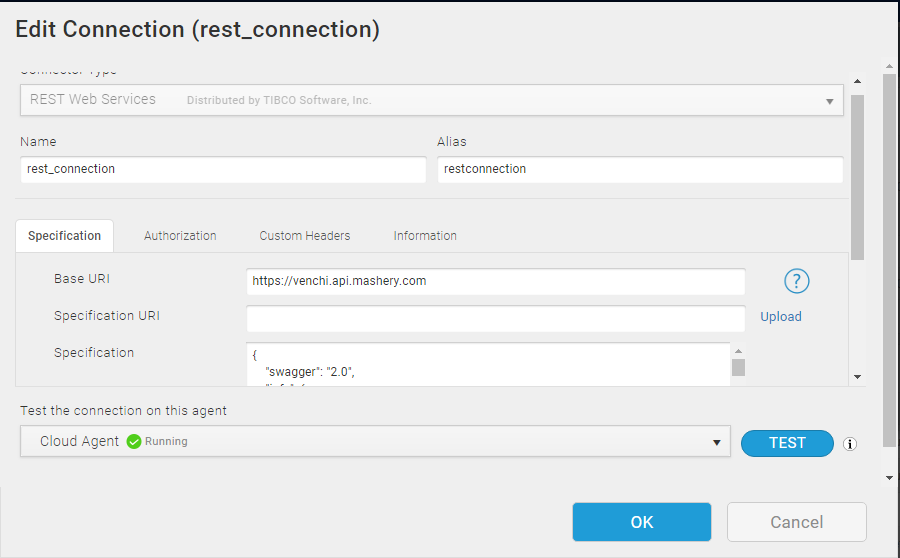 Edit Connection (rest_connection)
Connector Type
REST Web Services Distributed by TIBCO Software, Inc.
Name Alias
rest_connection restconnection
Specification Authorization Custom Headers Information
Base URI https://venchi.api.mashery.com ?
Specification URI Upload
Specification {
"swagger": "2.0",
Test the connection on this agent
Cloud Agent Running TEST i
OK Cancel